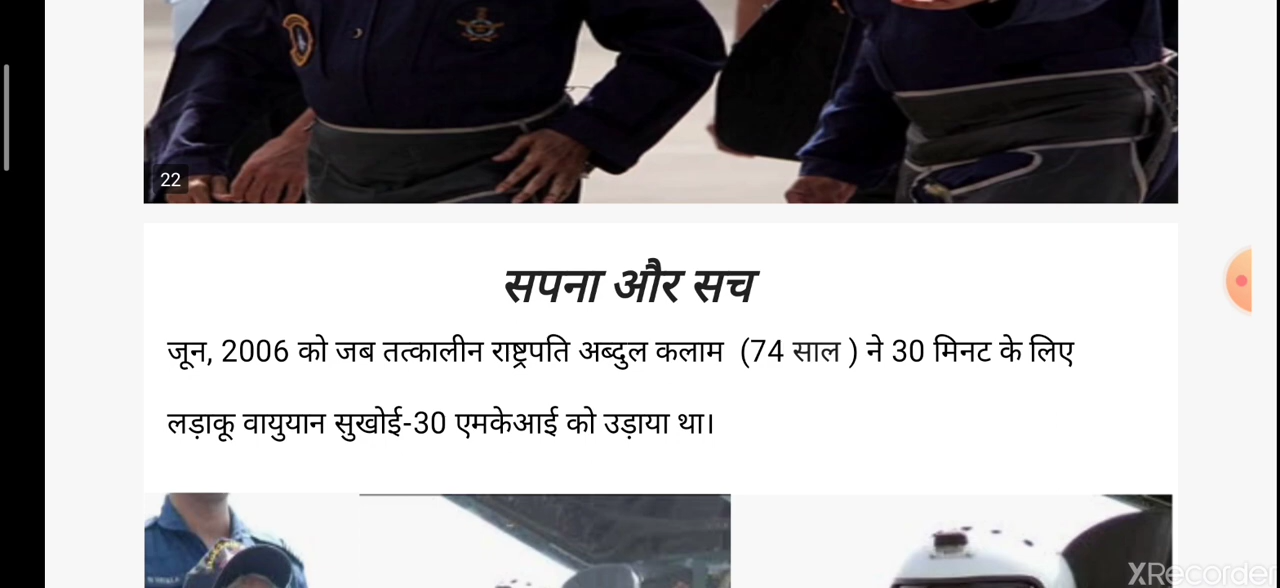 22
सपना और सच
जून, 2006 को जब तत्कालीन राष्ट्रपति अब्दुल कलाम (74 साल ) ने 30 मिनट के लिए
लड़ाकू वायुयान सुखोई-30 एमकेआई को उड़ाया था।
XRecorder